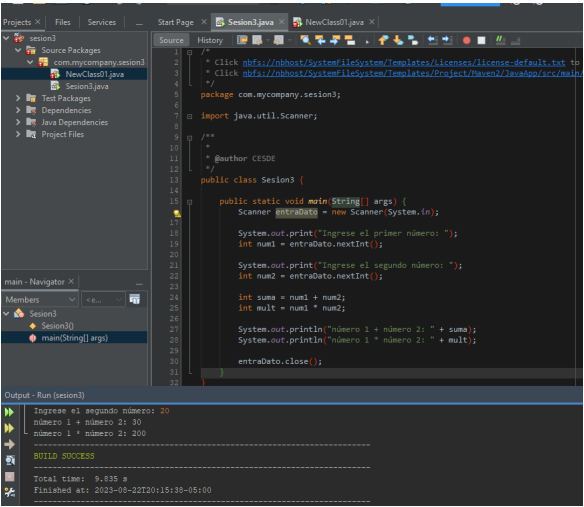 Projects × Files Services
Start Page × Sesion3.java × NewClass01.java ×
sesion3
Source Packages
com.mycompany.sesion3
NewClass01.java
Sesion3.java
Test Packages
Dependencies
Java Dependencies
Project Files
Source History
1 /*
2 * Click nbfs://nbhost/SystemFileSystem/Templates/Licenses/license-default.txt to
3 * Click nbfs://nbhost/SystemFileSystem/Templates/Project/Maven2/JavaApp/src/main/
4 */
5 package com.mycompany.sesion3;
6
7 import java.util.Scanner;
8
9 /**
10 *
11 * @author CESDE
12 */
13 public class Sesion3 {
14
15 public static void main(String[] args) {
Scanner entraDato = new Scanner(System.in);
17
18 System.out.print("Ingrese el primer número: ");
19 int num1 = entraDato.nextInt();
20
21 System.out.print("Ingrese el segundo número: ");
22 int num2 = entraDato.nextInt();
23
24 int suma = num1 + num2;
25 int mult = num1 * num2;
26
27 System.out.println("número 1 + número 2: " + suma);
28 System.out.println("número 1 * número 2: " + mult);
29
30 entraDato.close();
31 }
32 }
main - Navigator ×
Members <e...
Sesion3
Sesion3()
main(String[] args)
Output - Run (sesion3)
Ingrese el segundo número: 20
número 1 + número 2: 30
número 1 * número 2: 200
------------------------------------------------------------------------
BUILD SUCCESS
------------------------------------------------------------------------
Total time: 9.835 s
Finished at: 2023-08-22T20:15:38-05:00
------------------------------------------------------------------------